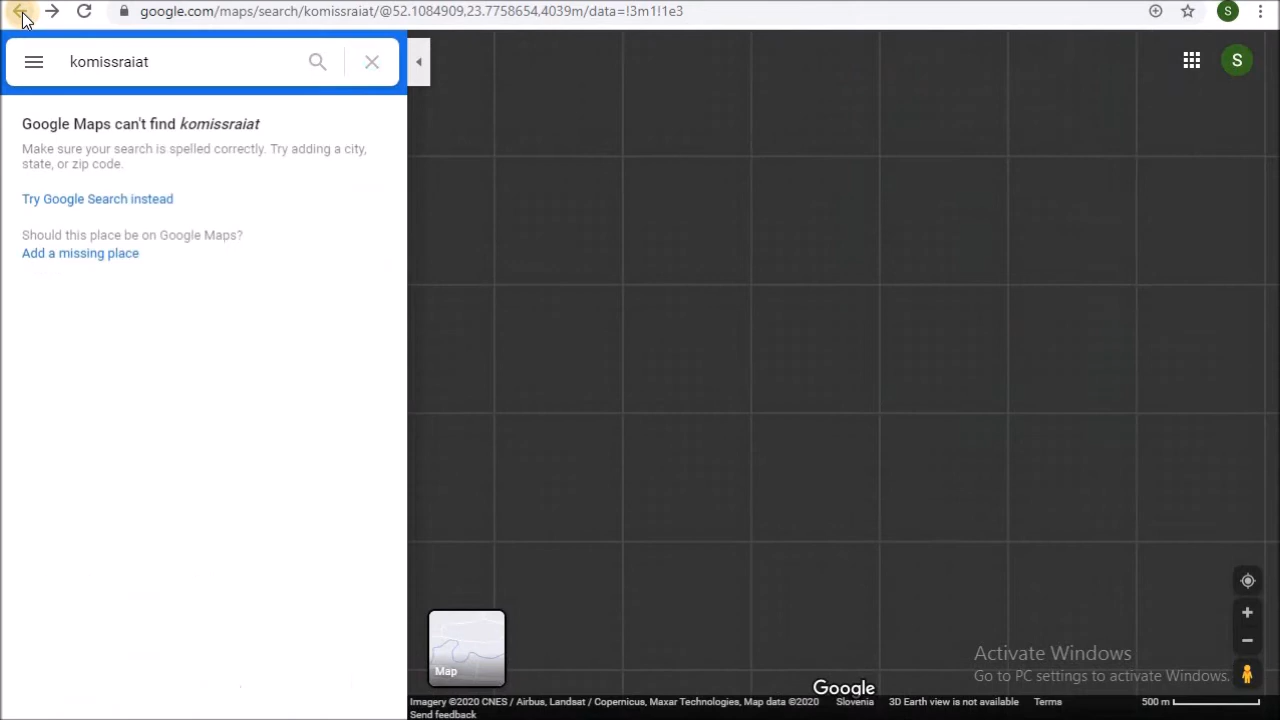 google.com/maps/search/komissraiat/@52.1084909,23.7758654,4039m/data=!3m1!1e3
S
komissraiat
S
Google Maps can't find komissraiat
Make sure your search is spelled correctly. Try adding a city,
state, or zip code.
Try Google Search instead
Should this place be on Google Maps?
Add a missing place
Map
Activate Windows
Go to PC settings to activate Windows.
Google
Imagery ©2020 CNES / Airbus, Landsat / Copernicus, Maxar Technologies, Map data ©2020 Slovenia 3D Earth view is not available Terms 500 m
Send feedback